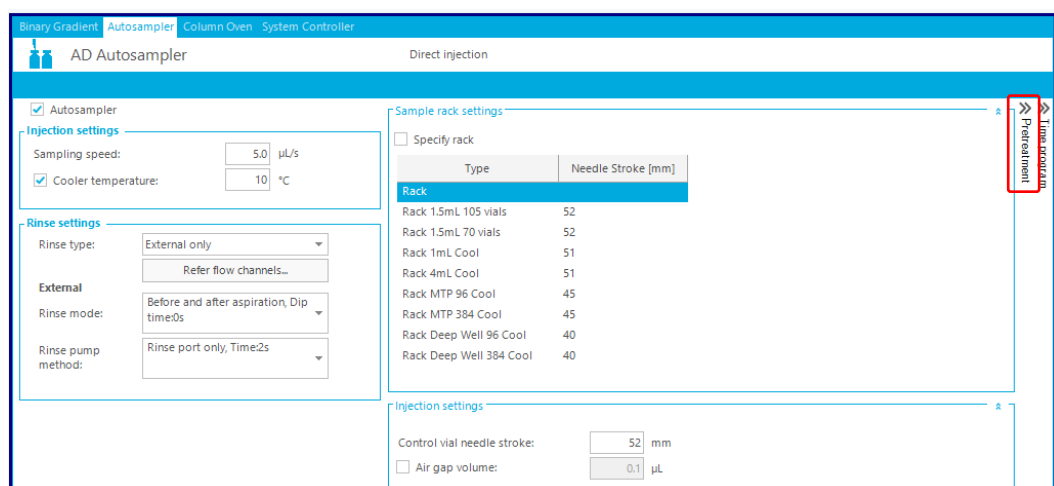 Binary Gradient Autosampler Column Oven System Controller
AD Autosampler Direct injection
Autosampler
Injection settings
Sampling speed: 5.0 µL/s
Cooler temperature: 10 °C
Rinse settings
Rinse type: External only
Refer flow channels...
External
Rinse mode: Before and after aspiration, Dip
time:0s
Rinse pump
method: Rinse port only, Time:2s
Sample rack settings
Specify rack
Type Needle Stroke [mm]
Rack
Rack 1.5mL 105 vials 52
Rack 1.5mL 70 vials 52
Rack 1mL Cool 51
Rack 4mL Cool 51
Rack MTP 96 Cool 45
Rack MTP 384 Cool 45
Rack Deep Well 96 Cool 40
Rack Deep Well 384 Cool 40
Injection settings
Control vial needle stroke: 52 mm
Air gap volume: 0.1 µL
Pretreatment
Time program